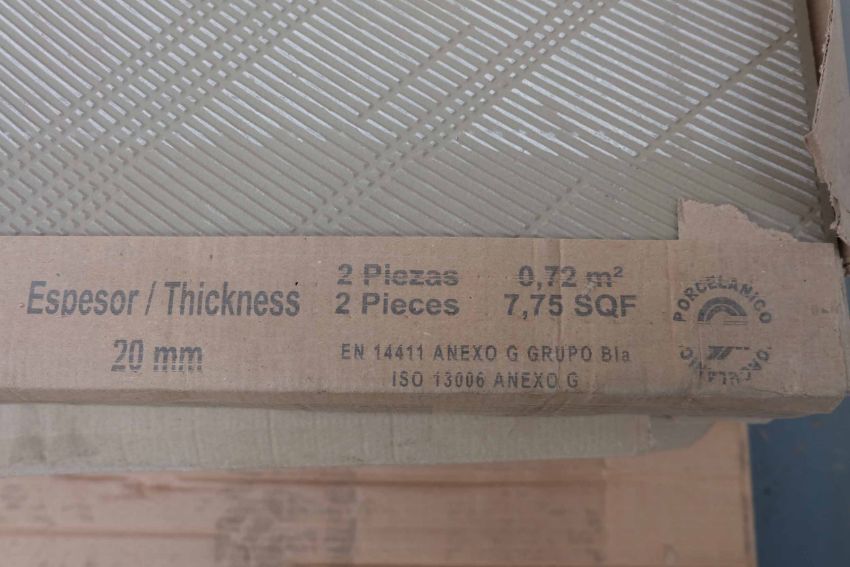 Espesor / Thickness
20 mm
2 Piezas 0,72 m²
2 Pieces 7,75 SQF
EN 14411 ANEXO G GRUPO BIa
ISO 13006 ANEXO G
PORCELÁNICO